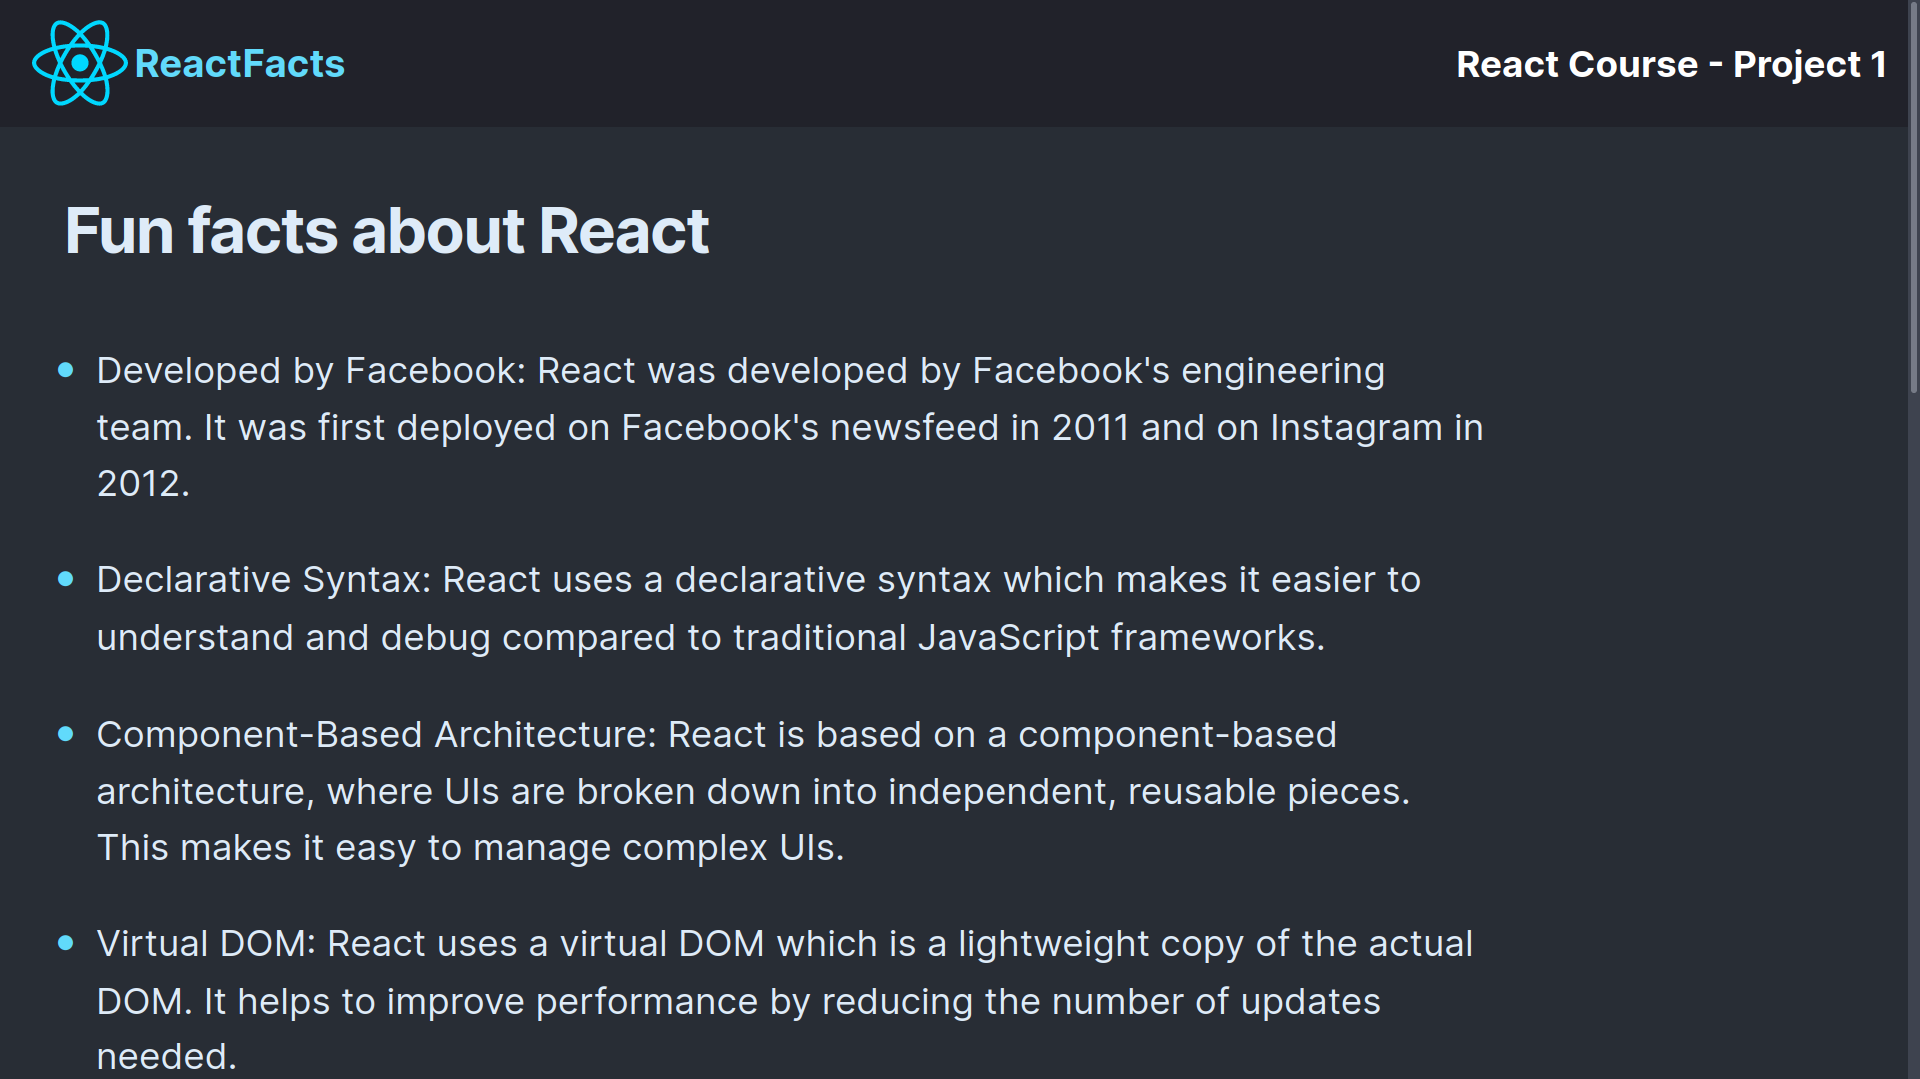 ReactFacts
React Course - Project 1
Fun facts about React
Developed by Facebook: React was developed by Facebook's engineering
team. It was first deployed on Facebook's newsfeed in 2011 and on Instagram in
2012.
Declarative Syntax: React uses a declarative syntax which makes it easier to
understand and debug compared to traditional JavaScript frameworks.
Component-Based Architecture: React is based on a component-based
architecture, where UIs are broken down into independent, reusable pieces.
This makes it easy to manage complex UIs.
Virtual DOM: React uses a virtual DOM which is a lightweight copy of the actual
DOM. It helps to improve performance by reducing the number of updates
needed.